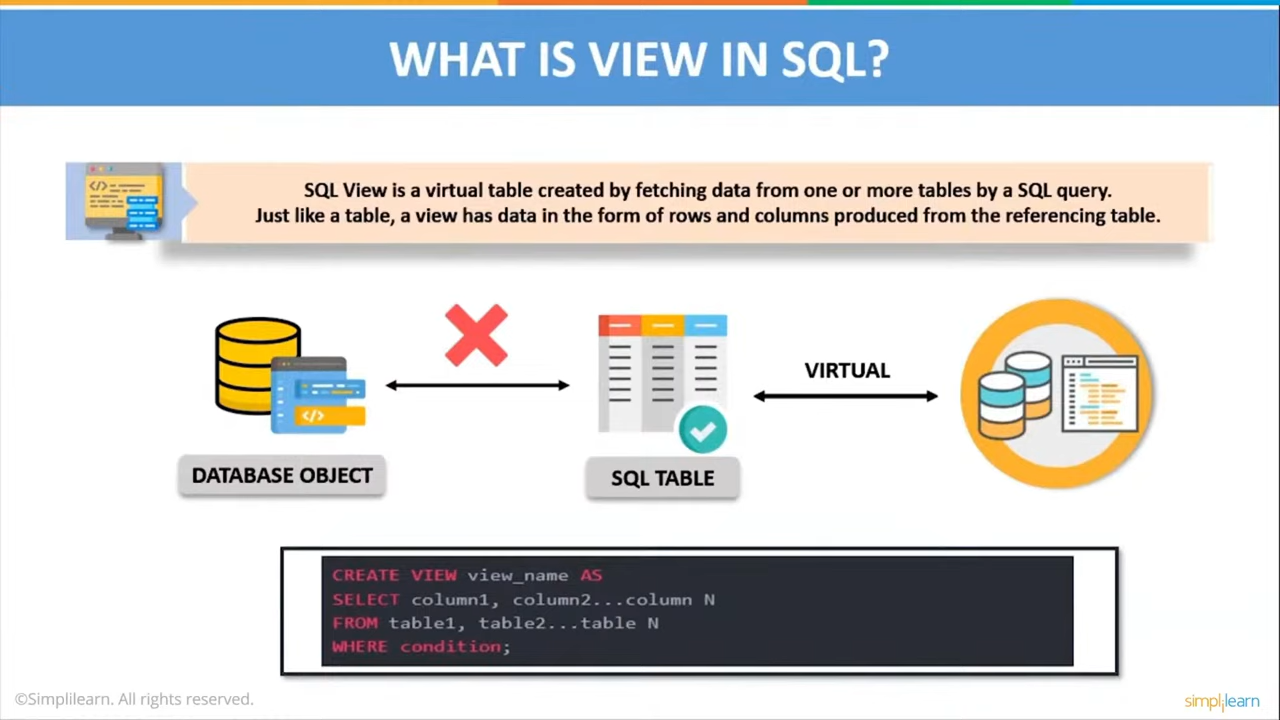 WHAT IS VIEW IN SQL?
SQL View is a virtual table created by fetching data from one or more tables by a SQL query.
Just like a table, a view has data in the form of rows and columns produced from the referencing table.
VIRTUAL
</>
DATABASE OBJECT
SQL TABLE
CREATE VIEW view_name AS
SELECT column1, column2...column N
FROM table1, table2...table N
WHERE condition;
©Simplilearn. All rights reserved.
simplilearn